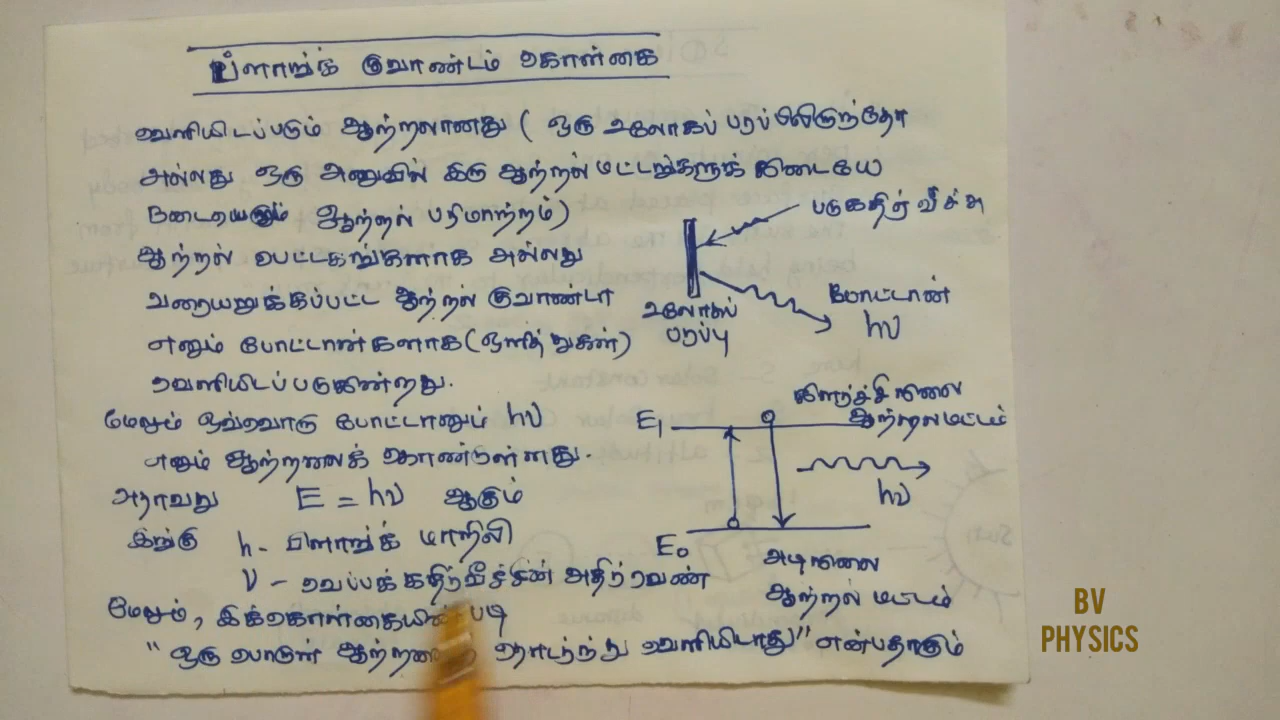 ப்ளாங்க் குவாண்டம் கொள்கை
வெளியிடப்படும் ஆற்றலானது ( ஒரு உலோகப் பரப்பிலிருந்தோ
அல்லது ஒரு அணுவில் இரு ஆற்றல் மட்டங்களுக் கிடையே
நடைபெறும் ஆற்றல் பரிமாற்றம்)
ஆற்றல் பெட்டகங்களாக அல்லது
வரையறுக்கப்பட்ட ஆற்றல் குவாண்டா
எனும் போட்டான்களாக (ஒளித் துகள்)
வெளியிடப்படுகின்றது.
மேலும் ஒவ்வொரு போட்டானும் hν
எனும் ஆற்றலைக் கொண்டுள்ளது.
அதாவது E = hν ஆகும்
இங்கு h - பிளாங்க் மாறிலி
ν - வெப்பக் கதிர்வீச்சின் அதிர்வெண்
மேலும், இக்கொள்கையின் படி
" ஒரு பொருள் தொடர்ந்து வெளியிடாது" என்பதாகும்
படுகதிர் வீச்சு
உலோகப்
பரப்பு
போட்டான்
hν
கிளர்ச்சி நிலை
ஆற்றல் மட்டம்
E₁
hν
E₀
அடிநிலை
ஆற்றல் மட்டம்
BV
PHYSICS